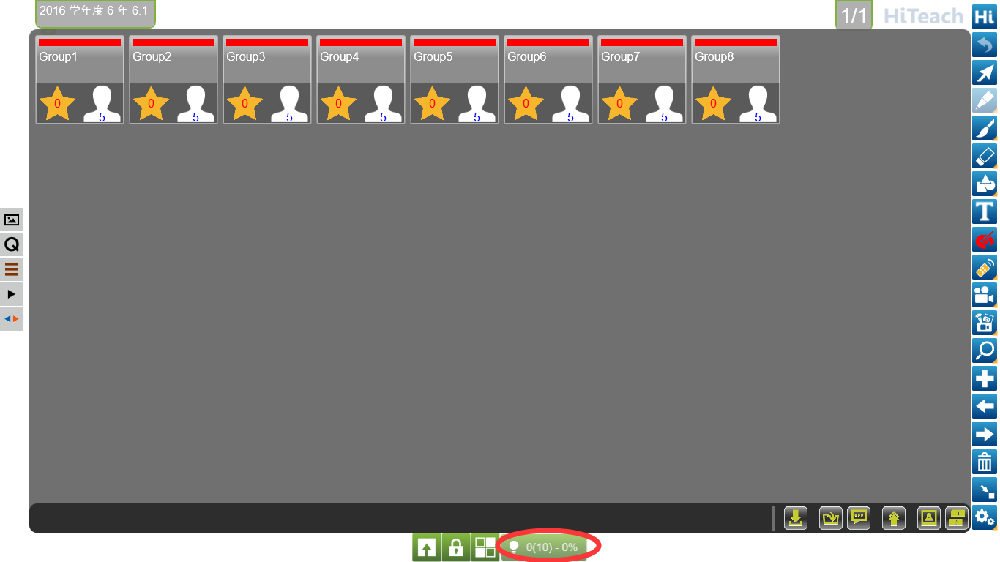 2016 学年度 6 年 6.1
1/1
HiTeach
Hi
Group1
Group2
Group3
Group4
Group5
Group6
Group7
Group8
0 5
0 5
0 5
0 5
0 5
0 5
0 5
0 5
T
Q
0(10) - 0%